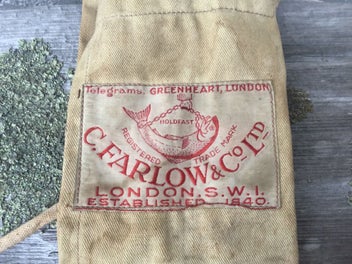 Telegrams, GREENHEART, LONDON
HOLDFAST
REGISTERED TRADE MARK
C. FARLOW & Co. LTD
LONDON, S.W.1.
ESTABLISHED 1840.